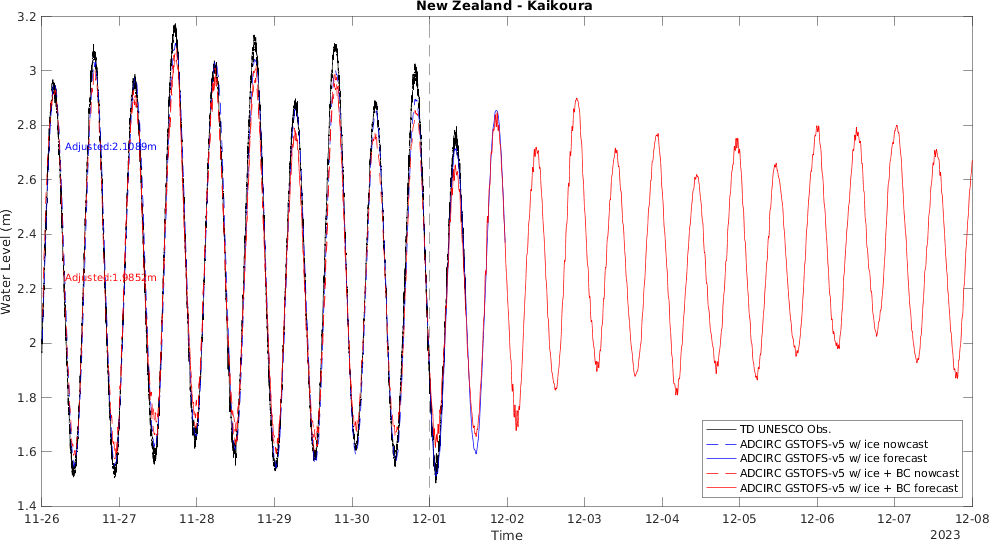 New Zealand - Kaikoura
3.2
3
2.8
2.6
2.4
2.2
2
1.8
1.6
1.4
Water Level (m)
Adjusted:2.1089m
Adjusted:1.9852m
TD UNESCO Obs.
ADCIRC GSTOFS-v5 w/ ice nowcast
ADCIRC GSTOFS-v5 w/ ice forecast
ADCIRC GSTOFS-v5 w/ ice + BC nowcast
ADCIRC GSTOFS-v5 w/ ice + BC forecast
11-26 11-27 11-28 11-29 11-30 12-01 12-02 12-03 12-04 12-05 12-06 12-07 12-08
Time
2023